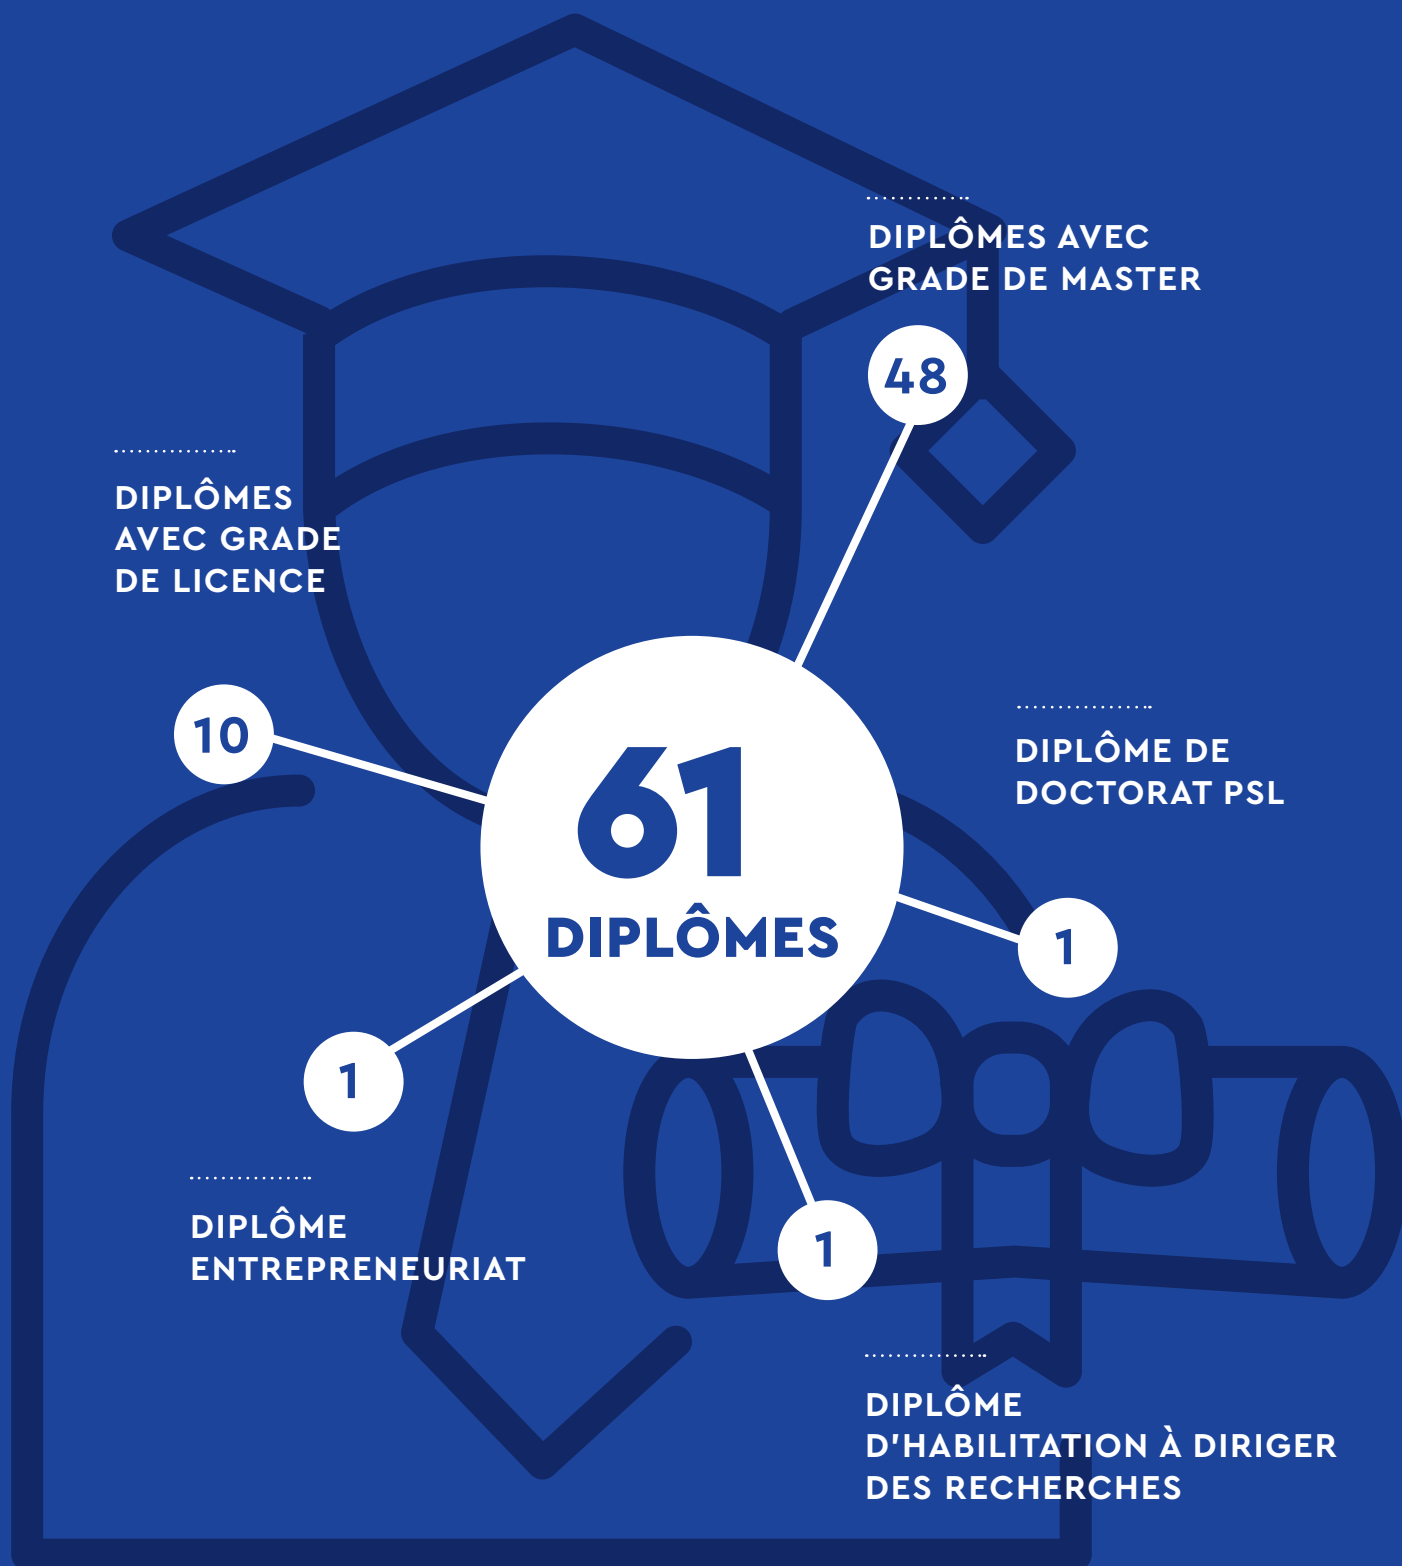 DIPLÔMES AVEC
GRADE DE MASTER
48
DIPLÔMES
AVEC GRADE
DE LICENCE
10
61
DIPLÔMES
DIPLÔME DE
DOCTORAT PSL
1
1
DIPLÔME
ENTREPRENEURIAT
1
DIPLÔME
D'HABILITATION À DIRIGER
DES RECHERCHES